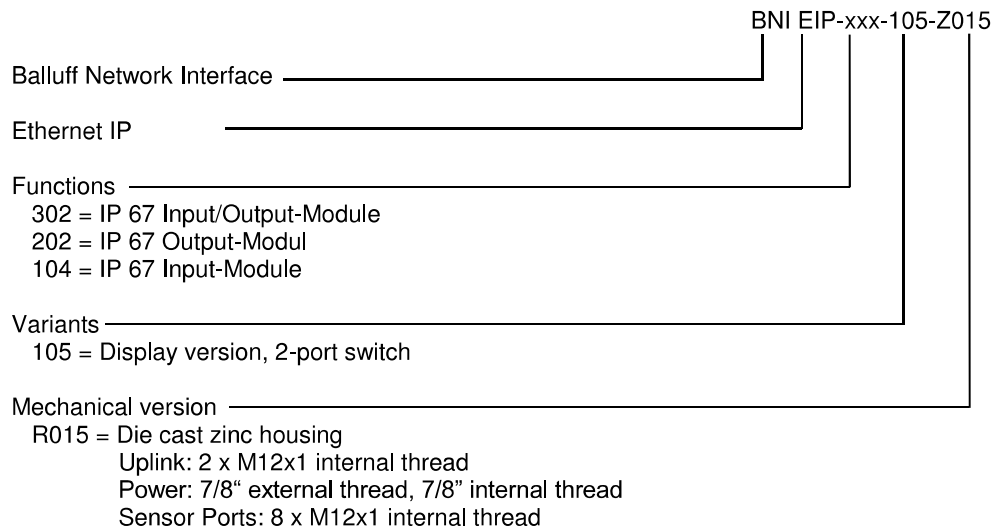 BNI EIP-xxx-105-Z015
Balluff Network Interface
Ethernet IP
Functions
302 = IP 67 Input/Output-Module
202 = IP 67 Output-Modul
104 = IP 67 Input-Module
Variants
105 = Display version, 2-port switch
Mechanical version
R015 = Die cast zinc housing
Uplink: 2 x M12x1 internal thread
Power: 7/8“ external thread, 7/8” internal thread
Sensor Ports: 8 x M12x1 internal thread